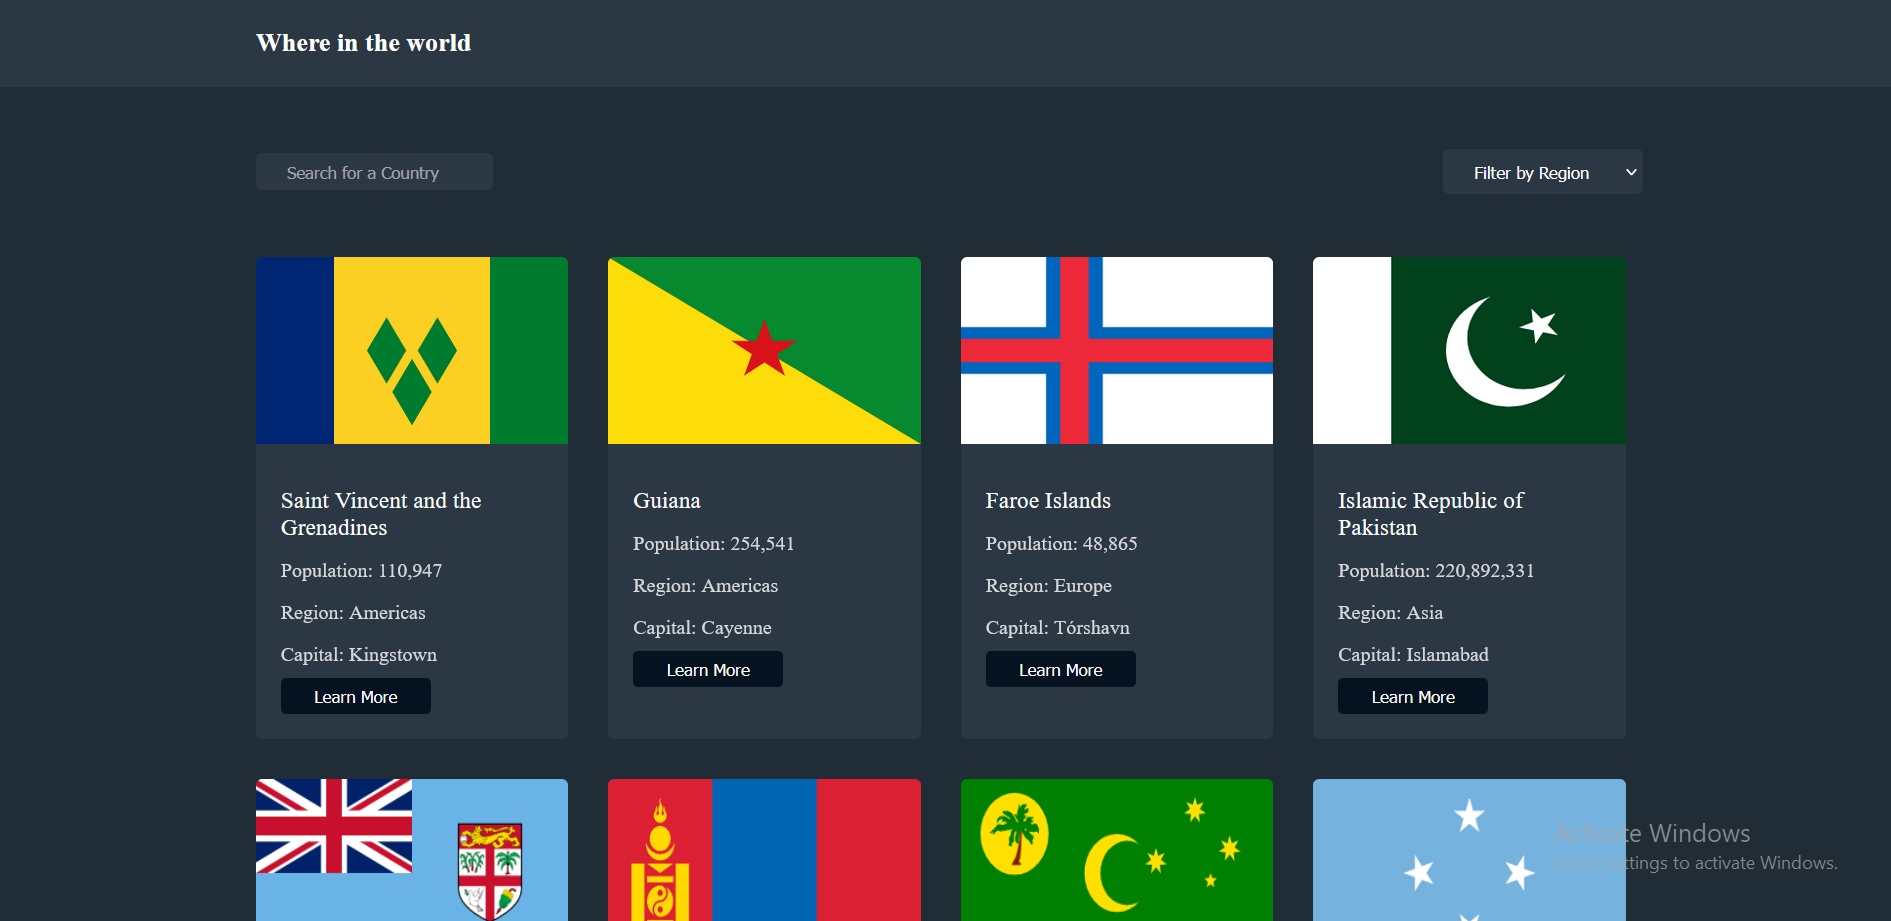 Where in the world
Search for a Country
Filter by Region
Saint Vincent and the
Grenadines
Population: 110,947
Region: Americas
Capital: Kingstown
Learn More
Guiana
Population: 254,541
Region: Americas
Capital: Cayenne
Learn More
Faroe Islands
Population: 48,865
Region: Europe
Capital: Tórshavn
Learn More
Islamic Republic of
Pakistan
Population: 220,892,331
Region: Asia
Capital: Islamabad
Learn More
Activate Windows
Go to Settings to activate Windows.